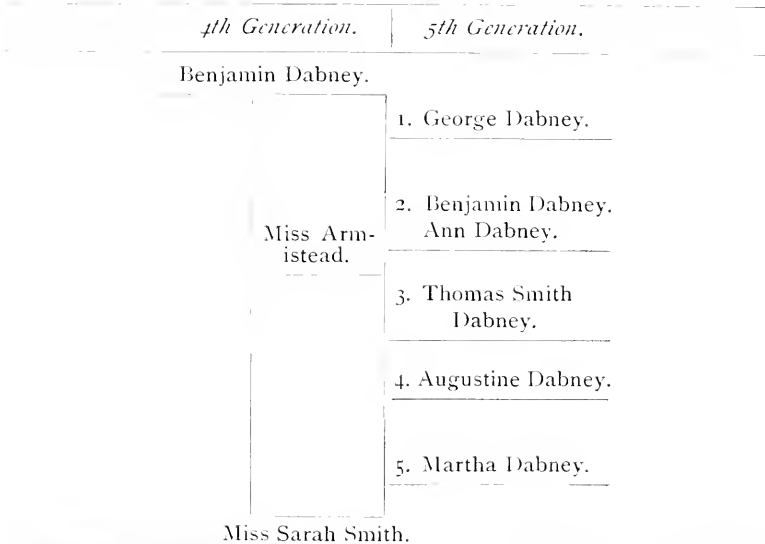 4th Generation. 5th Generation.
Benjamin Dabney.
1. George Dabney.
2. Benjamin Dabney.
Ann Dabney.
Miss Arm-
istead.
3. Thomas Smith
Dabney.
4. Augustine Dabney.
5. Martha Dabney.
Miss Sarah Smith.